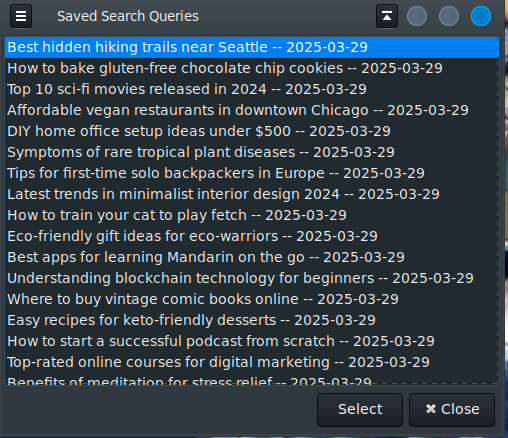 Saved Search Queries
Best hidden hiking trails near Seattle -- 2025-03-29
How to bake gluten-free chocolate chip cookies -- 2025-03-29
Top 10 sci-fi movies released in 2024 -- 2025-03-29
Affordable vegan restaurants in downtown Chicago -- 2025-03-29
DIY home office setup ideas under $500 -- 2025-03-29
Symptoms of rare tropical plant diseases -- 2025-03-29
Tips for first-time solo backpackers in Europe -- 2025-03-29
Latest trends in minimalist interior design 2024 -- 2025-03-29
How to train your cat to play fetch -- 2025-03-29
Eco-friendly gift ideas for eco-warriors -- 2025-03-29
Best apps for learning Mandarin on the go -- 2025-03-29
Understanding blockchain technology for beginners -- 2025-03-29
Where to buy vintage comic books online -- 2025-03-29
Easy recipes for keto-friendly desserts -- 2025-03-29
How to start a successful podcast from scratch -- 2025-03-29
Top-rated online courses for digital marketing -- 2025-03-29
Benefits of meditation for stress relief -- 2025-03-29
Select
Close